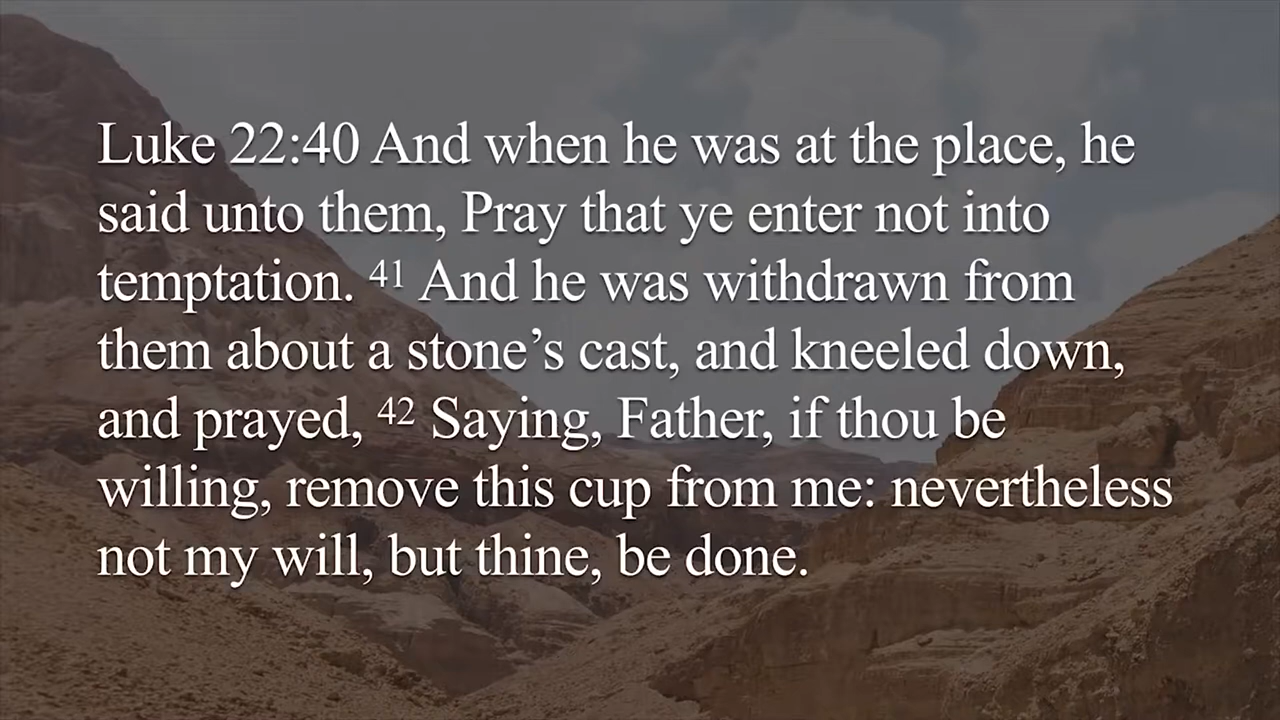 Luke 22:40 And when he was at the place, he
said unto them, Pray that ye enter not into
temptation. 41 And he was withdrawn from
them about a stone’s cast, and kneeled down,
and prayed, 42 Saying, Father, if thou be
willing, remove this cup from me: nevertheless
not my will, but thine, be done.